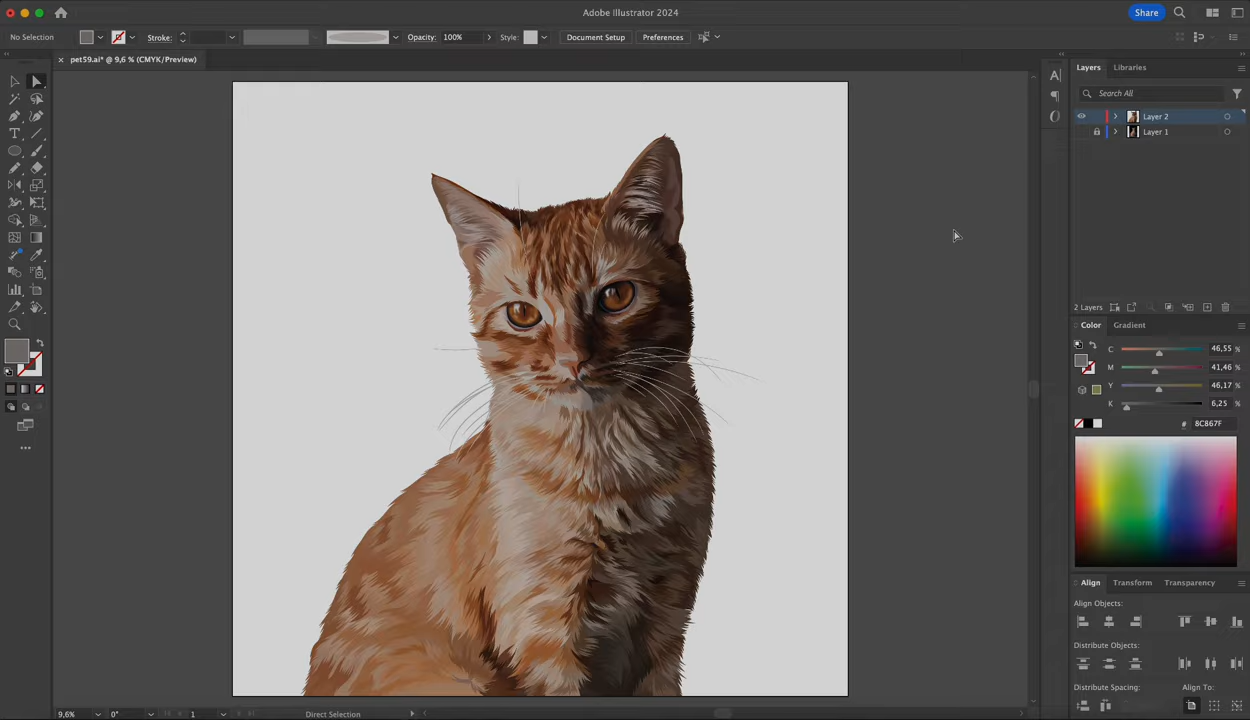 Adobe Illustrator 2024
Share
No Selection
Stroke:
Opacity: 100%
Style:
Document Setup
Preferences
pet59.ai* @ 9,6 % (CMYK/Preview)
Layers
Libraries
Search All
Layer 2
Layer 1
2 Layers
Color
Gradient
C 46,55 %
M 41,46 %
Y 46,17 %
K 6,25 %
# 8C867F
Align
Transform
Transparency
Align Objects:
Distribute Objects:
Distribute Spacing:
Align To:
9,6%
0°
1
Direct Selection